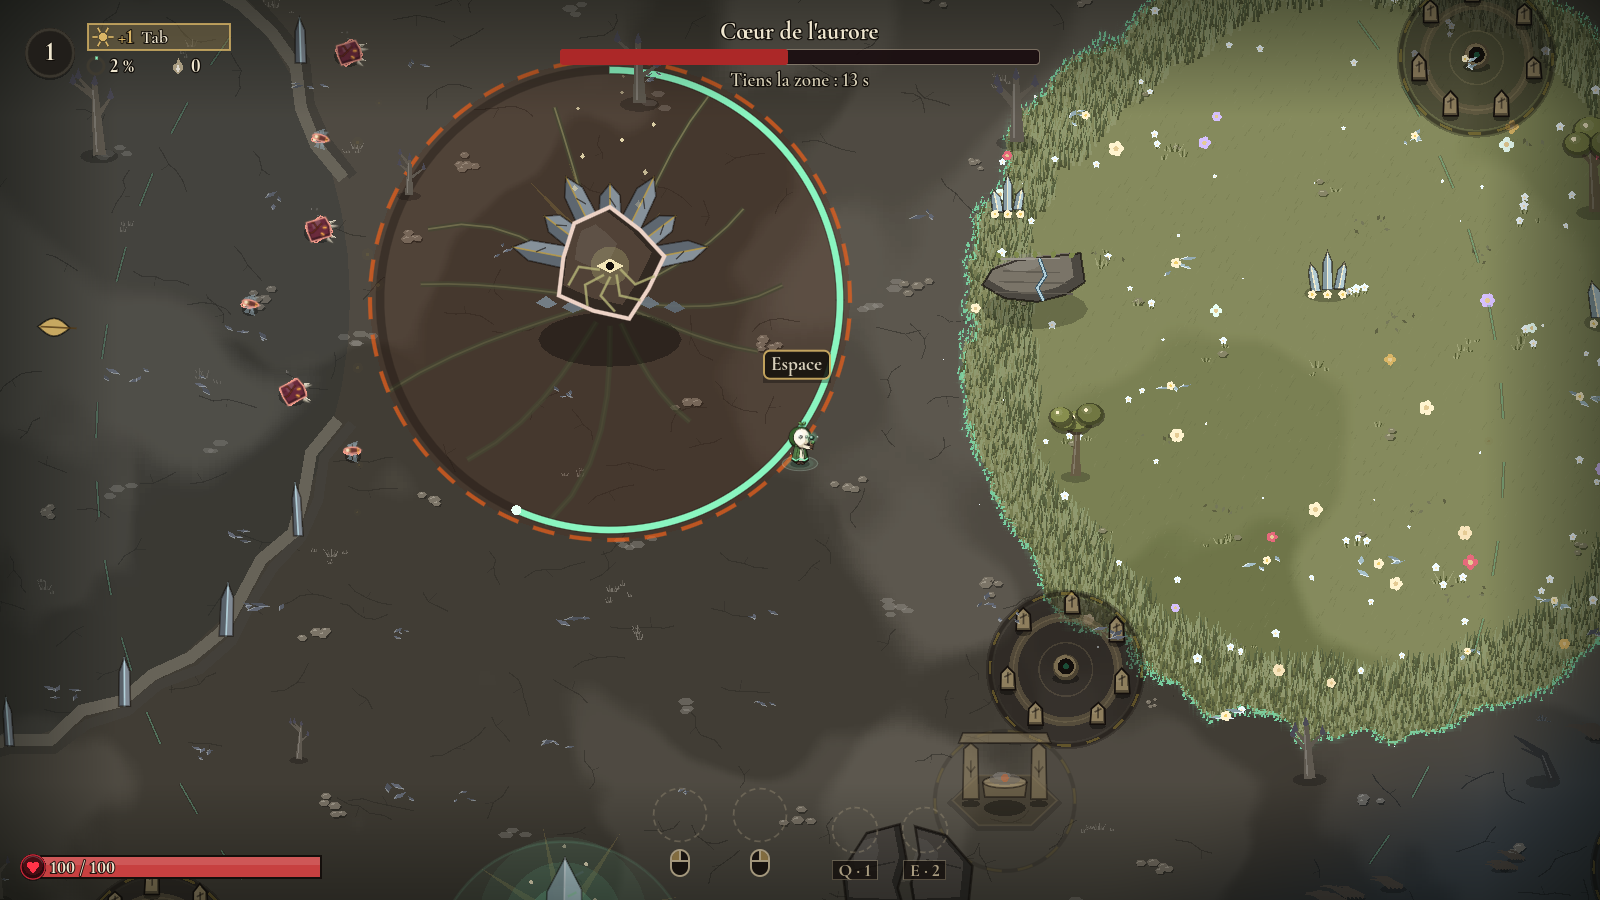 Cœur de l'aurore
1
+1 Tab
2 %
0
Tiens la zone : 13 s
Espace
100 / 100
Q · 1
E · 2